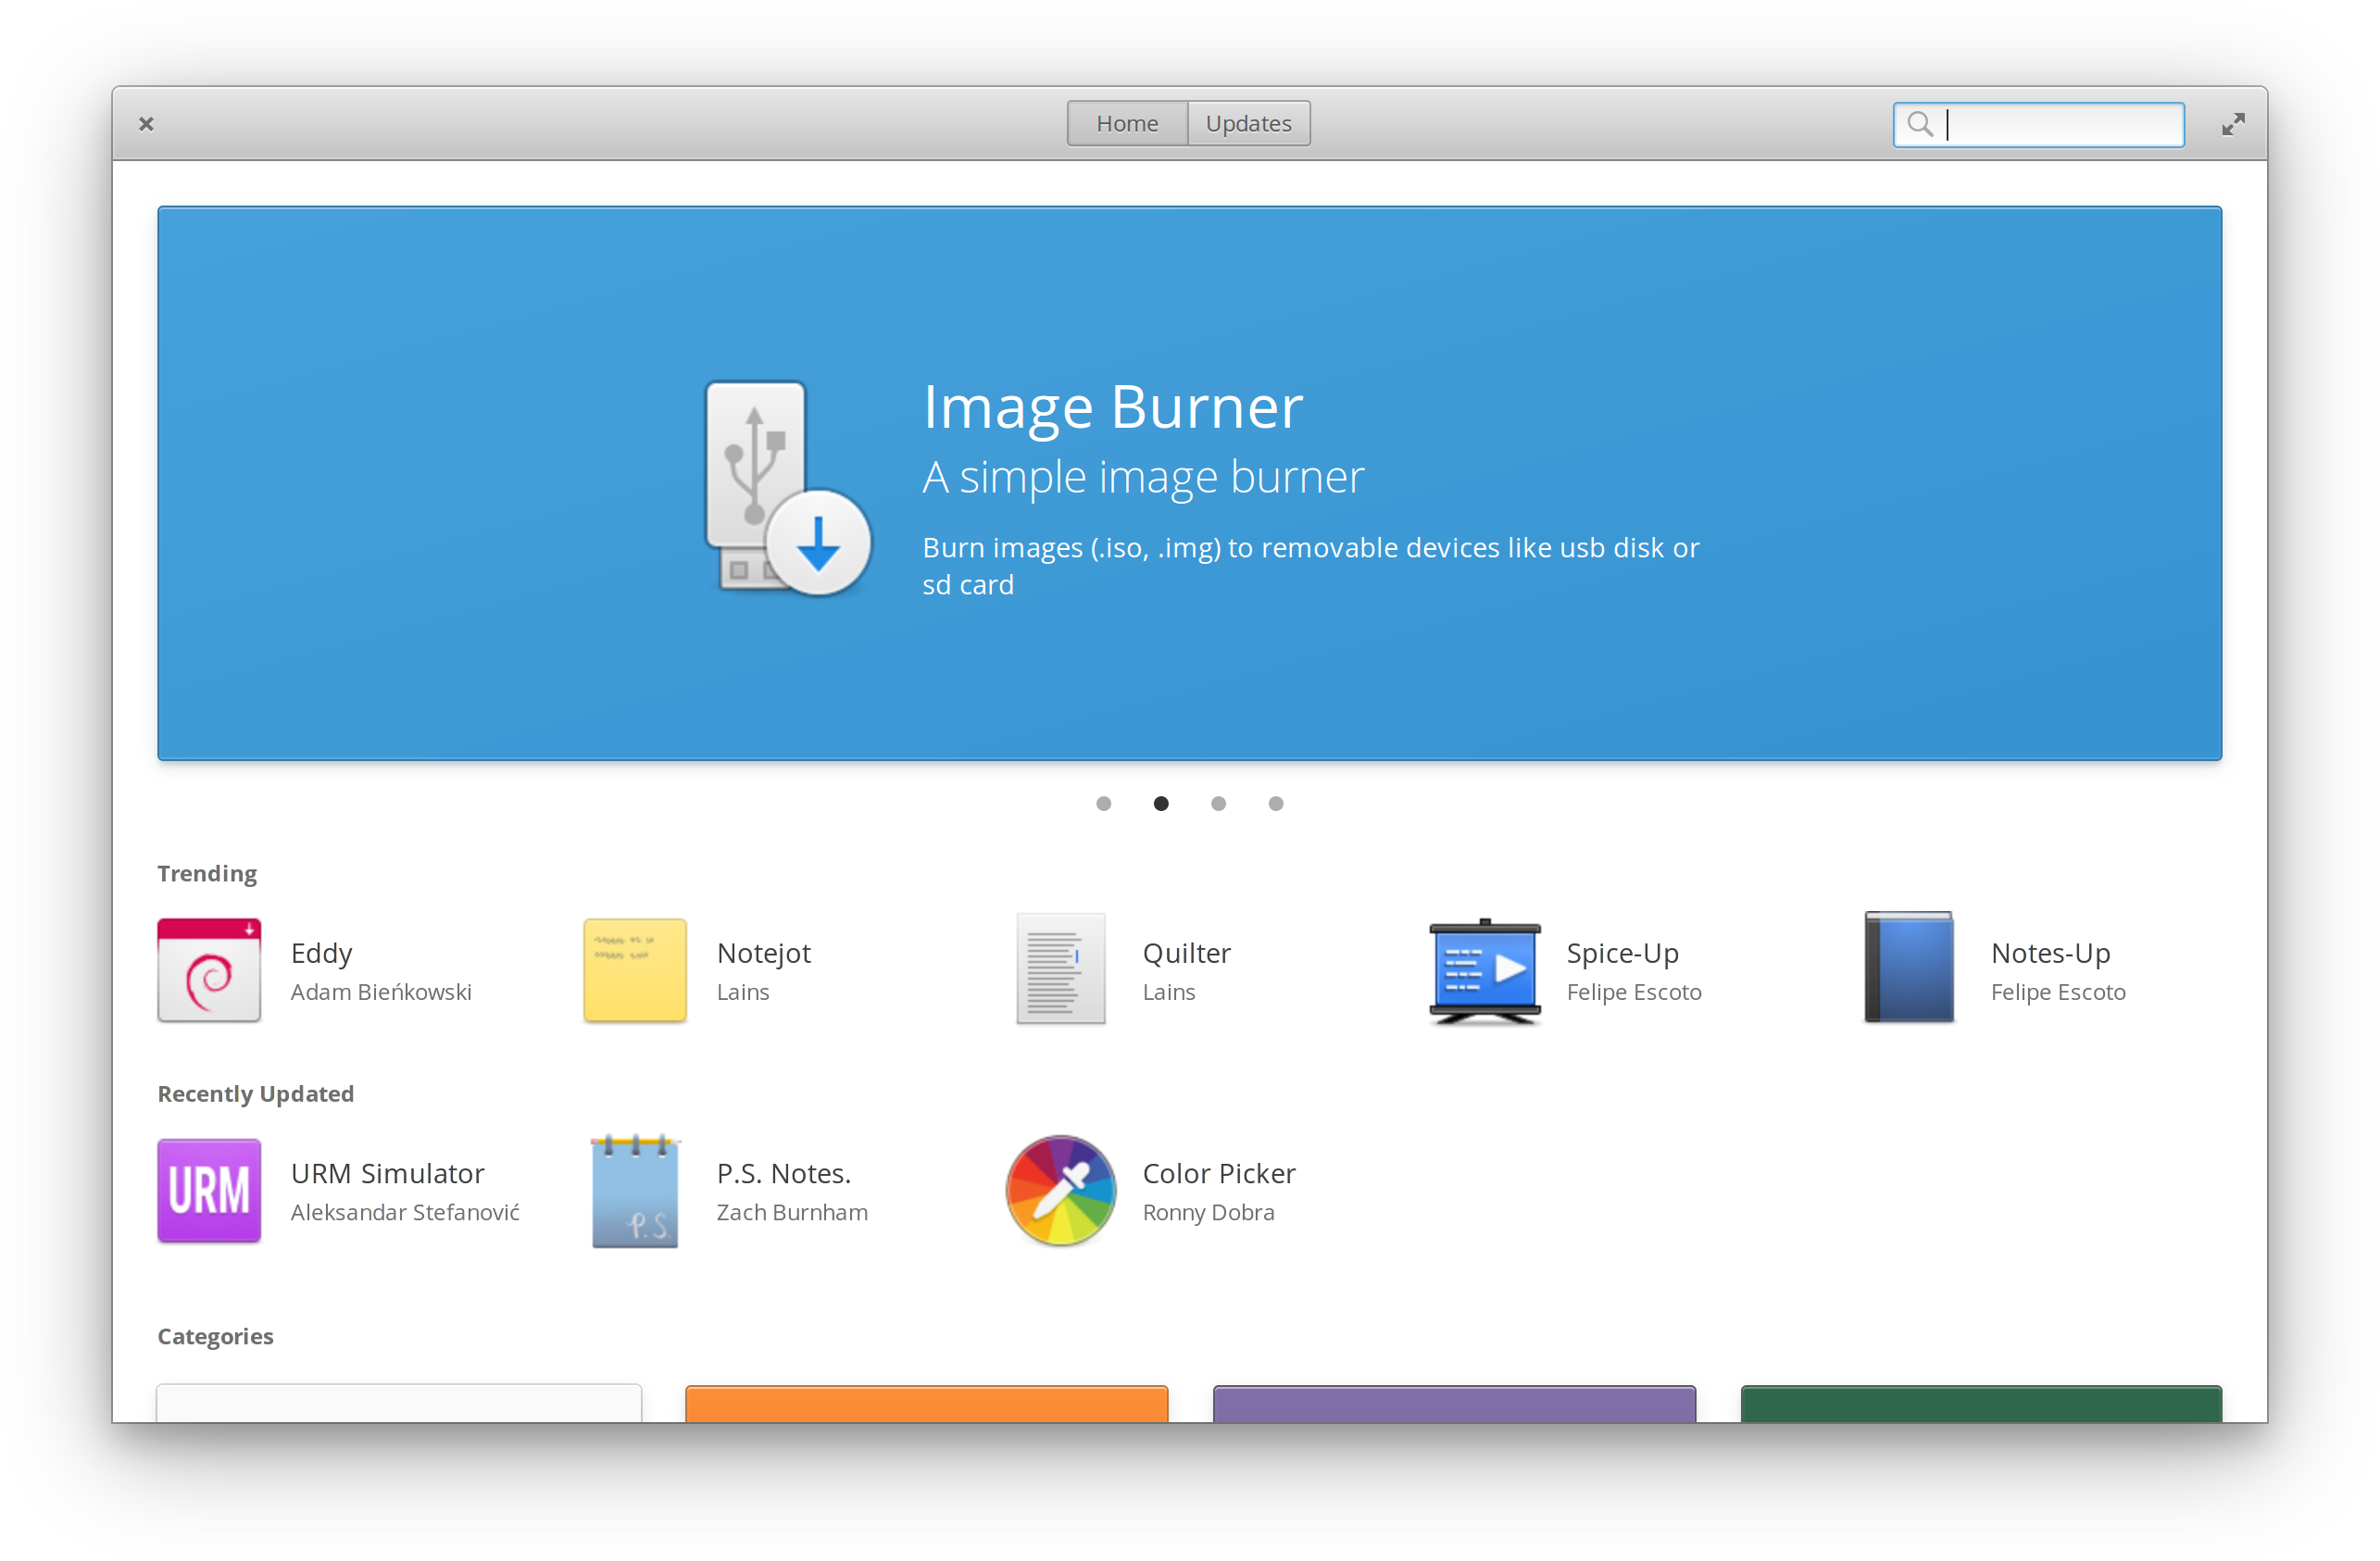 Home Updates
Image Burner
A simple image burner
Burn images (.iso, .img) to removable devices like usb disk or
sd card
Trending
Eddy
Adam Bieńkowski
Notejot
Lains
Quilter
Lains
Spice-Up
Felipe Escoto
Notes-Up
Felipe Escoto
Recently Updated
URM
URM Simulator
Aleksandar Stefanović
P.S.
P.S. Notes.
Zach Burnham
Color Picker
Ronny Dobra
Categories